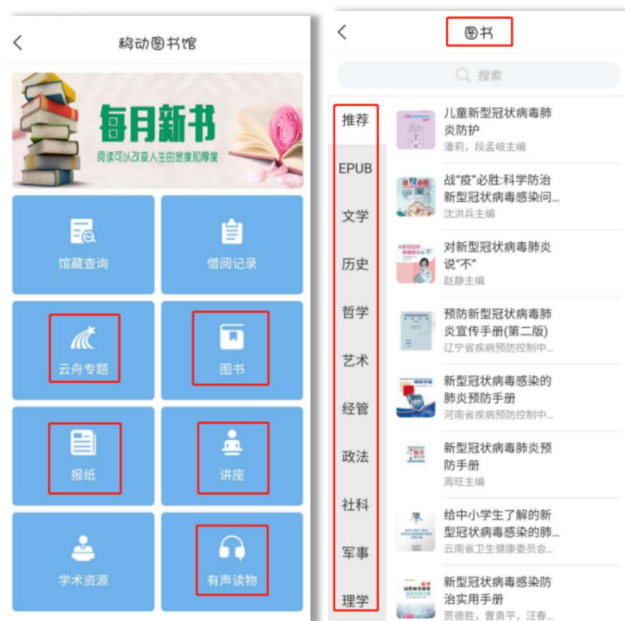 移动图书馆
每月新书
阅读可以改变人生的宽度和厚度
馆藏查询
借阅记录
云舟专题
图书
报纸
讲座
学术资源
有声读物
图书
搜索
推荐
EPUB
文学
历史
哲学
艺术
经管
政法
社科
军事
理学
儿童新型冠状病毒肺
炎防护
潘莉，段孟岐主编
战“疫”必胜:科学防治
新型冠状病毒感染问...
沈洪兵主编
对新型冠状病毒肺炎
说“不”
赵静主编
预防新型冠状病毒肺
炎宣传手册(第二版)
辽宁省疾病预防控制中...
新型冠状病毒感染的
肺炎预防手册
河南省疾病预防控制中...
新型冠状病毒肺炎预
防手册
周旺主编
给中小学生了解的新
型冠状病毒感染的肺...
云南省卫生健康委员会...
新型冠状病毒感染防
治实用手册
贾德胜，曹勇平，汪春...